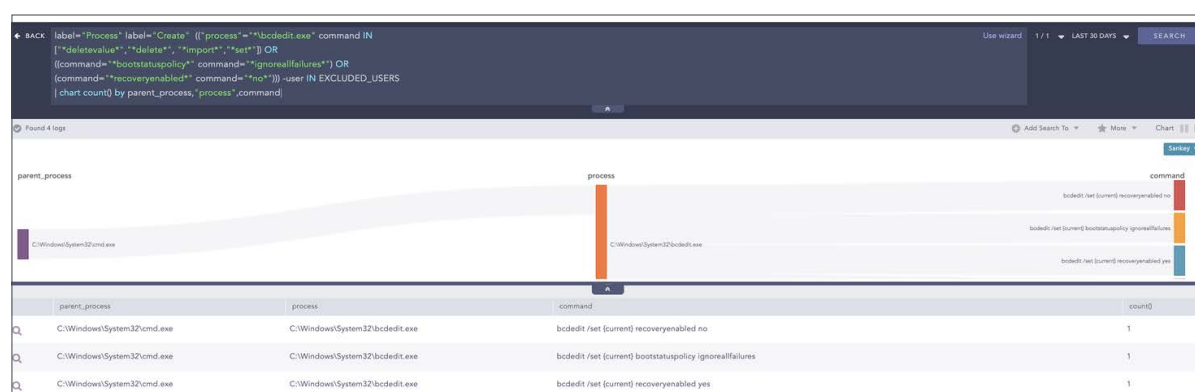 BACK
label="Process" label="Create" (("process"="*\bcdedit.exe" command IN
["*deletevalue*","*delete*", "*import*","*set*"]) OR
((command="*bootstatuspolicy*" command="*ignoreallfailures*") OR
(command="*recoveryenabled*" command="*no*"))) -user IN EXCLUDED_USERS
| chart count() by parent_process,"process",command
Use wizard 1/1 LAST 30 DAYS SEARCH
Found 4 logs
Add Search To More Chart
Sankey
parent_process process command
bcdedit /set {current} recoveryenabled no
bcdedit /set {current} bootstatuspolicy ignoreallfailures
C:\Windows\System32\cmd.exe C:\Windows\System32\bcdedit.exe
bcdedit /set {current} recoveryenabled yes
parent_process process command count()
C:\Windows\System32\cmd.exe C:\Windows\System32\bcdedit.exe bcdedit /set {current} recoveryenabled no 1
C:\Windows\System32\cmd.exe C:\Windows\System32\bcdedit.exe bcdedit /set {current} bootstatuspolicy ignoreallfailures 1
C:\Windows\System32\cmd.exe C:\Windows\System32\bcdedit.exe bcdedit /set {current} recoveryenabled yes 1